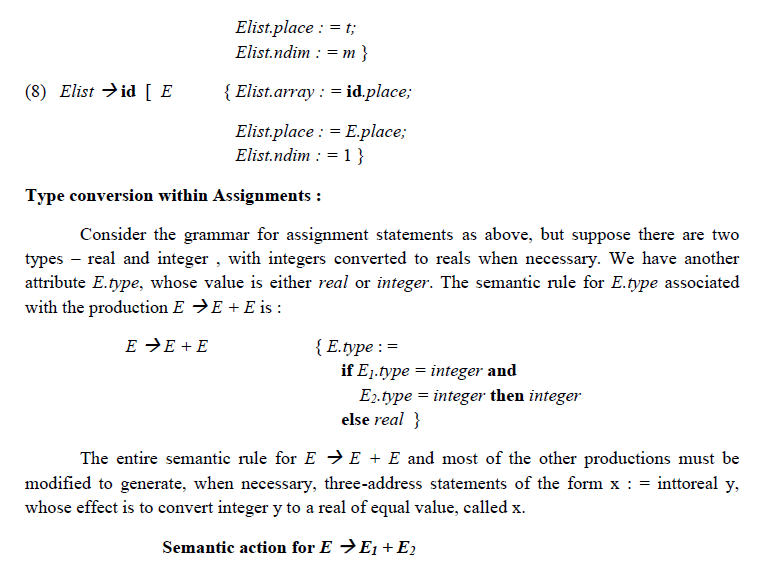 Elist.place : = t;
Elist.ndim : = m }
(8) Elist → id [ E { Elist.array : = id.place;
Elist.place : = E.place;
Elist.ndim : = 1 }
Type conversion within Assignments :
Consider the grammar for assignment statements as above, but suppose there are two
types – real and integer , with integers converted to reals when necessary. We have another
attribute E.type, whose value is either real or integer. The semantic rule for E.type associated
with the production E → E + E is :
E → E + E { E.type : =
if E₁.type = integer and
E₂.type = integer then integer
else real }
The entire semantic rule for E → E + E and most of the other productions must be
modified to generate, when necessary, three-address statements of the form x : = inttoreal y,
whose effect is to convert integer y to a real of equal value, called x.
Semantic action for E → E₁ + E₂